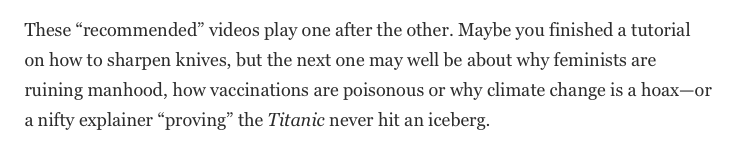 These “recommended” videos play one after the other. Maybe you finished a tutorial
on how to sharpen knives, but the next one may well be about why feminists are
ruining manhood, how vaccinations are poisonous or why climate change is a hoax—or
a nifty explainer “proving” the Titanic never hit an iceberg.